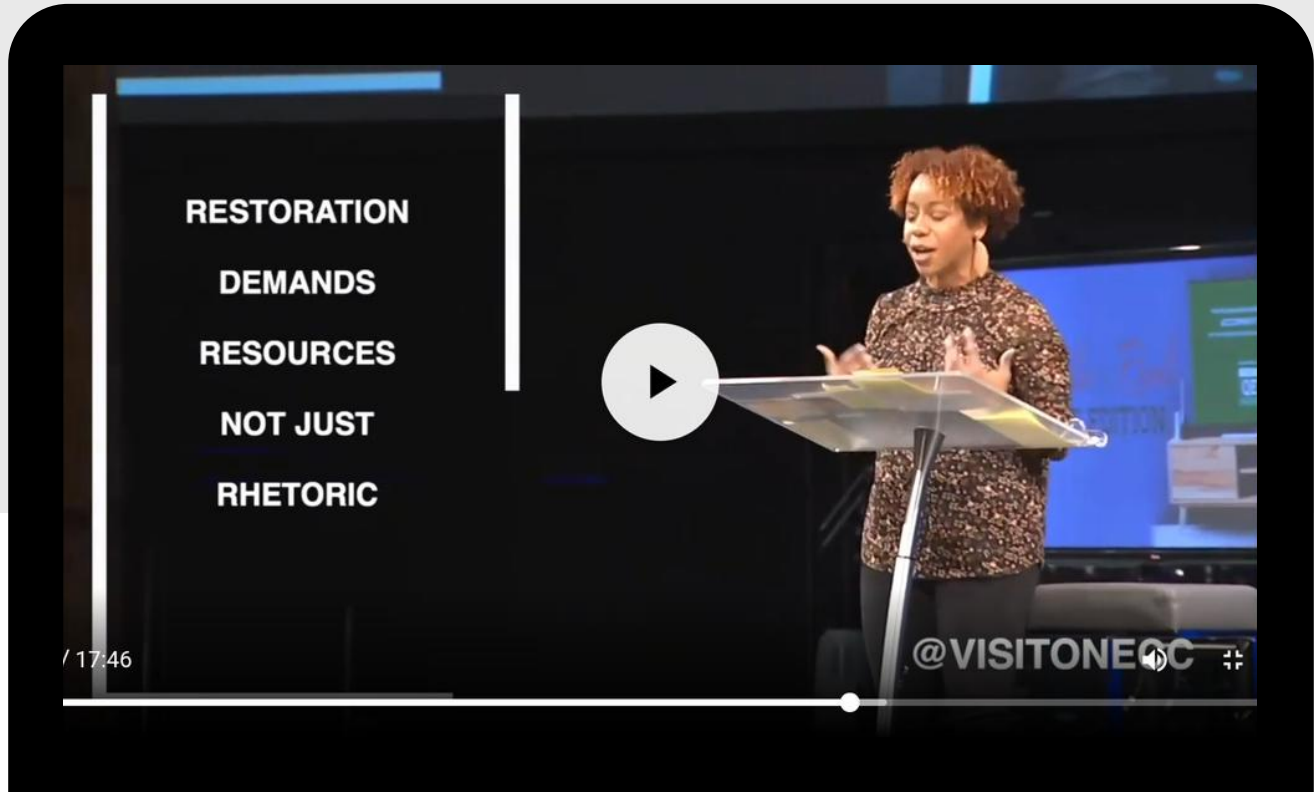 RESTORATION
DEMANDS
RESOURCES
NOT JUST
RHETORIC
/ 17:46
@VISITONEOC